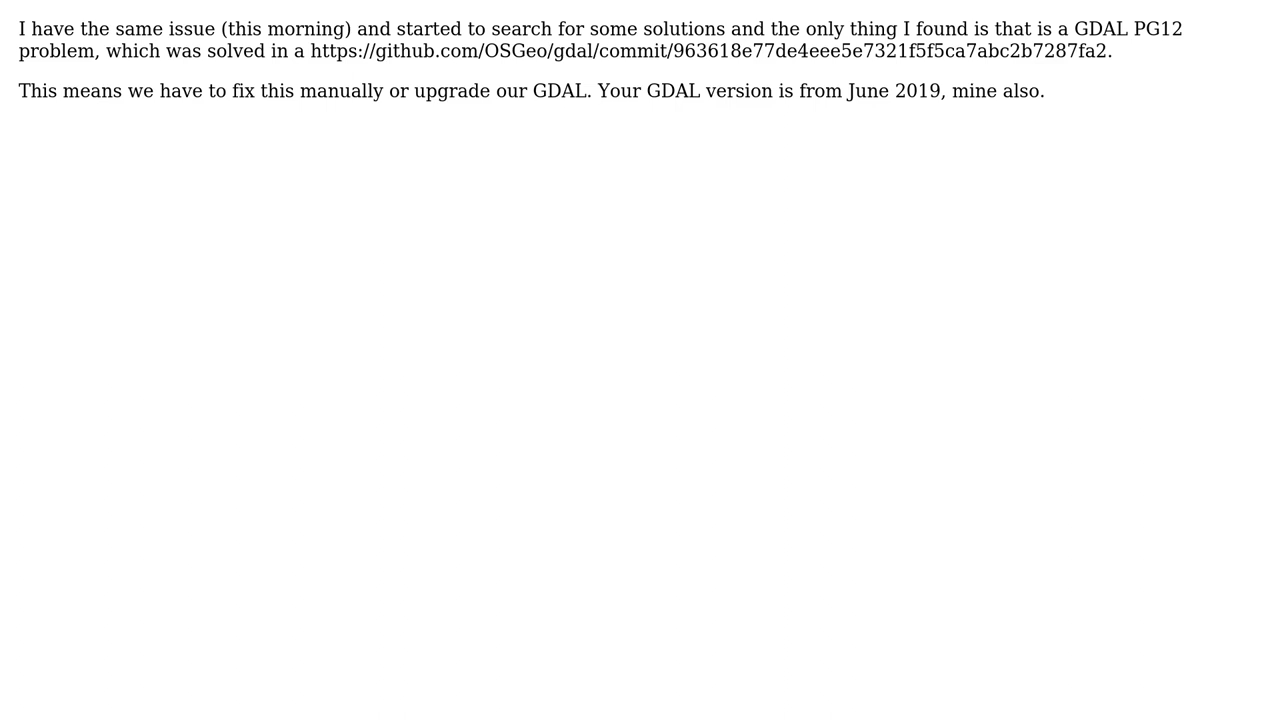 I have the same issue (this morning) and started to search for some solutions and the only thing I found is that is a GDAL PG12
problem, which was solved in a https://github.com/OSGeo/gdal/commit/963618e77de4eee5e7321f5f5ca7abc2b7287fa2.
This means we have to fix this manually or upgrade our GDAL. Your GDAL version is from June 2019, mine also.